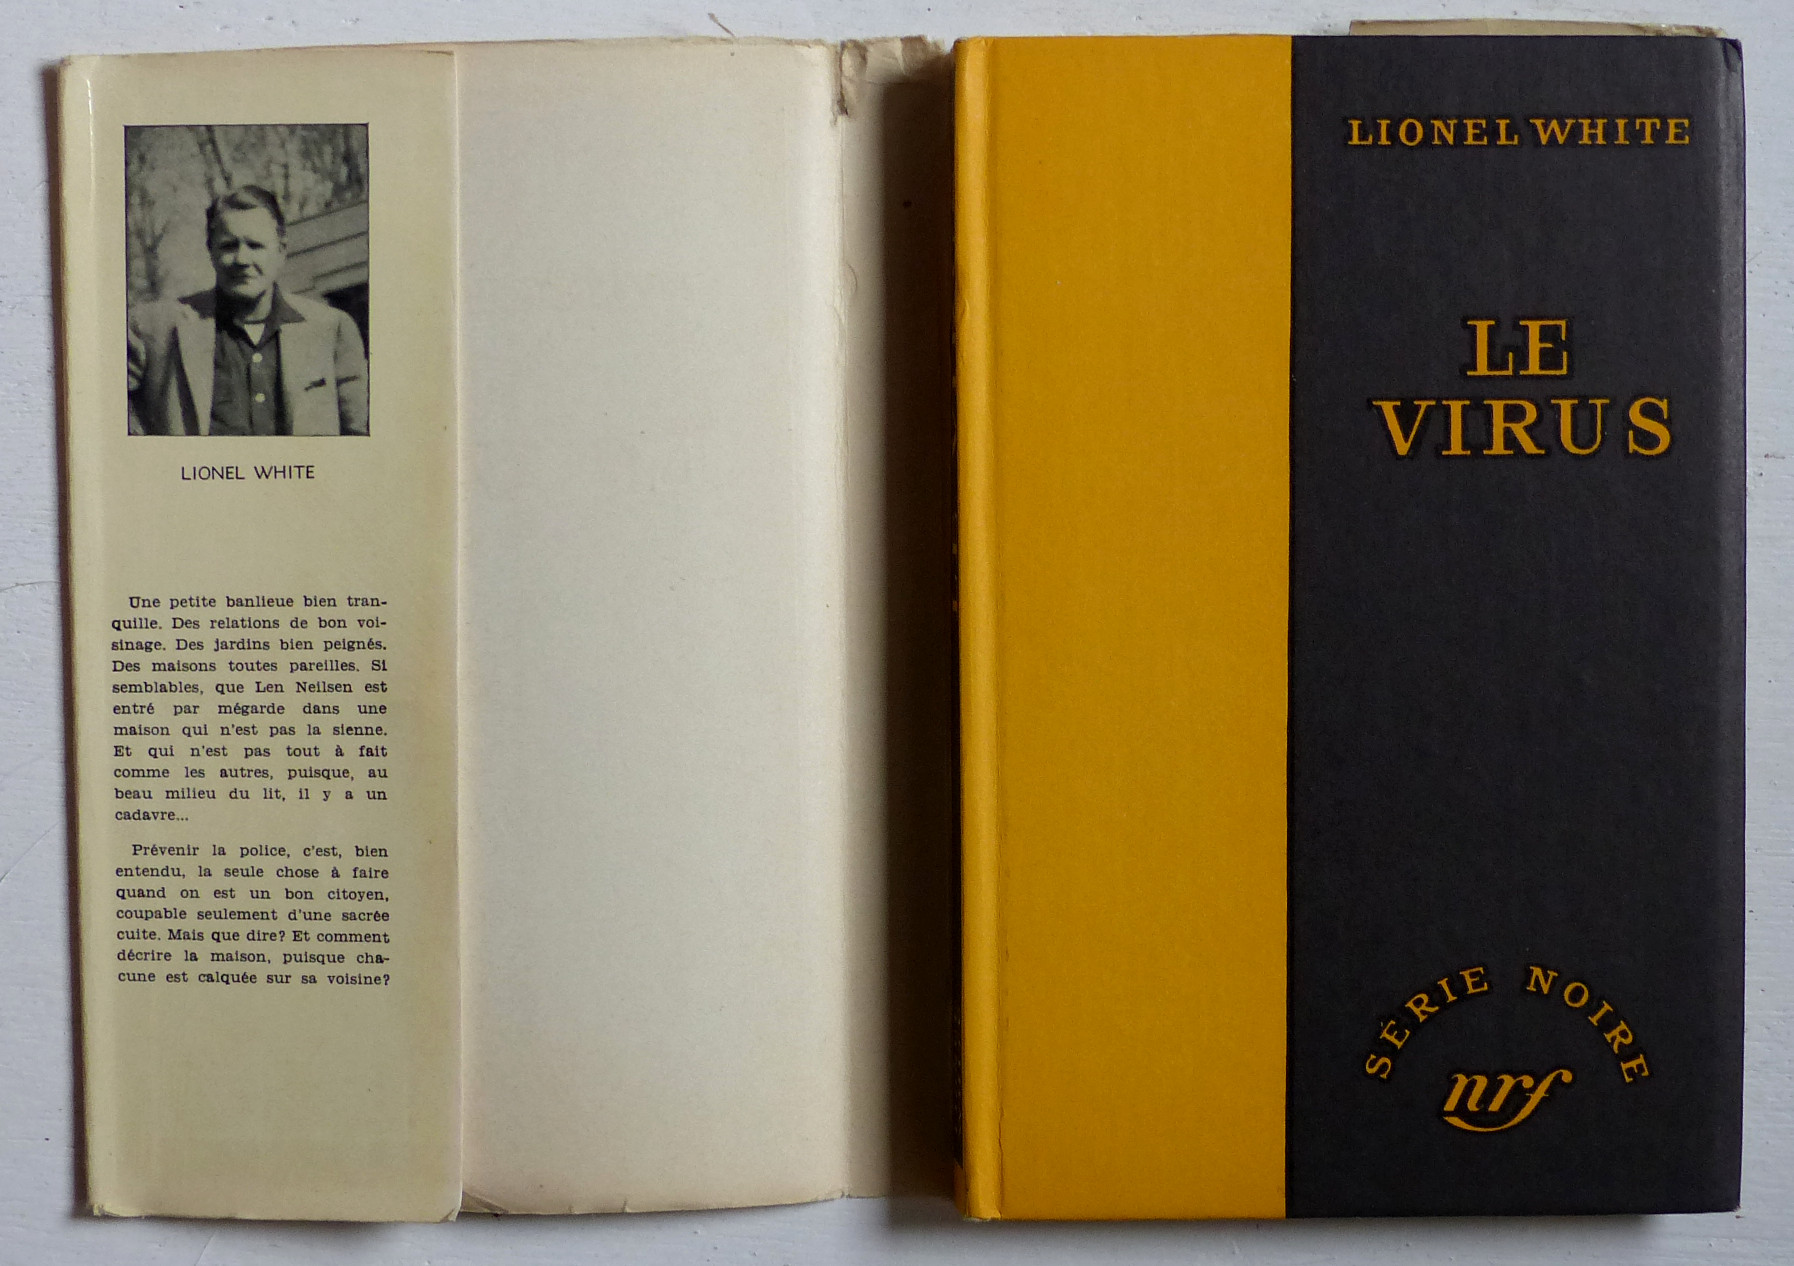 LIONEL WHITE
Une petite banlieue bien tran-
quille. Des relations de bon voi-
sinage. Des jardins bien peignés.
Des maisons toutes pareilles. Si
semblables, que Len Neilsen est
entré par mégarde dans une
maison qui n'est pas la sienne.
Et qui n'est pas tout à fait
comme les autres, puisque, au
beau milieu du lit, il y a un
cadavre...
Prévenir la police, c'est, bien
entendu, la seule chose à faire
quand on est un bon citoyen,
coupable seulement d'une sacrée
cuite. Mais que dire? Et comment
décrire la maison, puisque cha-
cune est calquée sur sa voisine?
LIONEL WHITE
LE
VIRUS
SÉRIE NOIRE
nrf